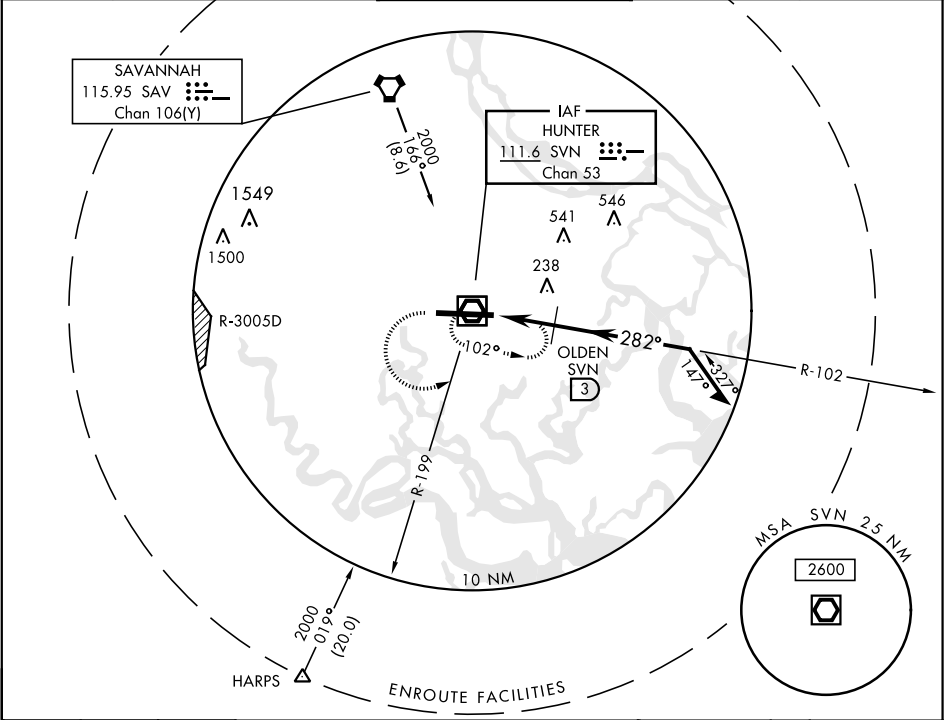 SAVANNAH
115.95 SAV
Chan 106(Y)
IAF
HUNTER
111.6 SVN
Chan 53
2000
166°
(8.6)
1549
1500
541
546
238
R-3005D
102°
OLDEN
SVN
3
282°
147°
327°
R-102
R-199
10 NM
MSA SVN 25 NM
2600
2000
019°
(20.0)
HARPS
ENROUTE FACILITIES